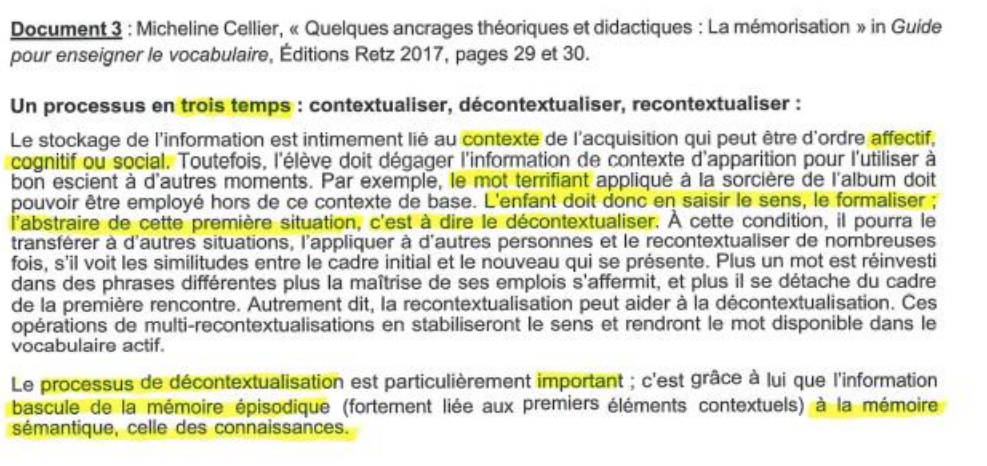 Document 3 : Micheline Cellier, « Quelques ancrages théoriques et didactiques : La mémorisation » in Guide
pour enseigner le vocabulaire, Éditions Retz 2017, pages 29 et 30.
Un processus en trois temps : contextualiser, décontextualiser, recontextualiser :
Le stockage de l'information est intimement lié au contexte de l'acquisition qui peut être d'ordre affectif,
cognitif ou social. Toutefois, l'élève doit dégager l'information de contexte d'apparition pour l'utiliser à
bon escient à d'autres moments. Par exemple, le mot terrifiant appliqué à la sorcière de l'album doit
pouvoir être employé hors de ce contexte de base. L'enfant doit donc en saisir le sens, le formaliser ;
l'abstraire de cette première situation, c'est à dire le décontextualiser. À cette condition, il pourra le
transférer à d'autres situations, l'appliquer à d'autres personnes et le recontextualiser de nombreuses
fois, s'il voit les similitudes entre le cadre initial et le nouveau qui se présente. Plus un mot est réinvesti
dans des phrases différentes plus la maîtrise de ses emplois s'affermit, et plus il se détache du cadre
de la première rencontre. Autrement dit, la recontextualisation peut aider à la décontextualisation. Ces
opérations de multi-recontextualisations en stabiliseront le sens et rendront le mot disponible dans le
vocabulaire actif.
Le processus de décontextualisation est particulièrement important ; c'est grâce à lui que l'information
bascule de la mémoire épisodique (fortement liée aux premiers éléments contextuels) à la mémoire
sémantique, celle des connaissances.